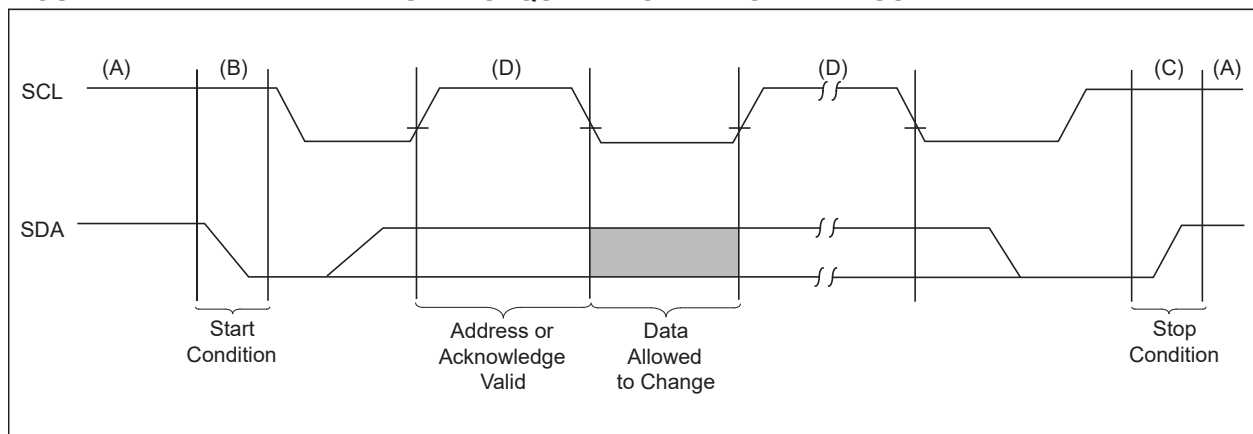 (A) (B) (D) (D) (C) (A)
SCL
SDA
Start
Condition
Address or
Acknowledge
Valid
Data
Allowed
to Change
Stop
Condition